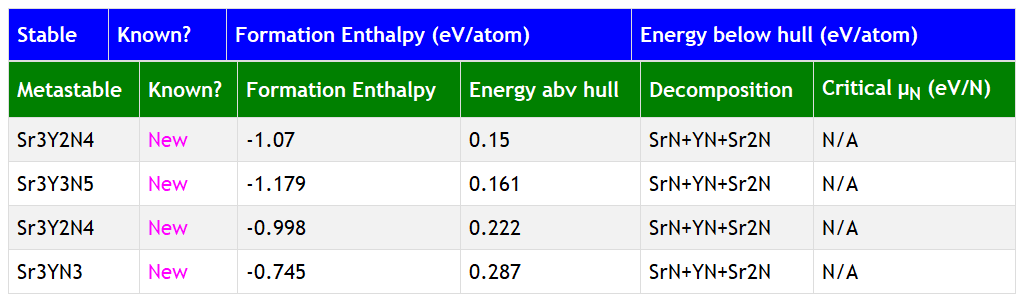 Stable Known? Formation Enthalpy (eV/atom) Energy below hull (eV/atom)
Metastable Known? Formation Enthalpy Energy abv hull Decomposition Critical μN (eV/N)
Sr3Y2N4 New -1.07 0.15 SrN+YN+Sr2N N/A
Sr3Y3N5 New -1.179 0.161 SrN+YN+Sr2N N/A
Sr3Y2N4 New -0.998 0.222 SrN+YN+Sr2N N/A
Sr3YN3 New -0.745 0.287 SrN+YN+Sr2N N/A